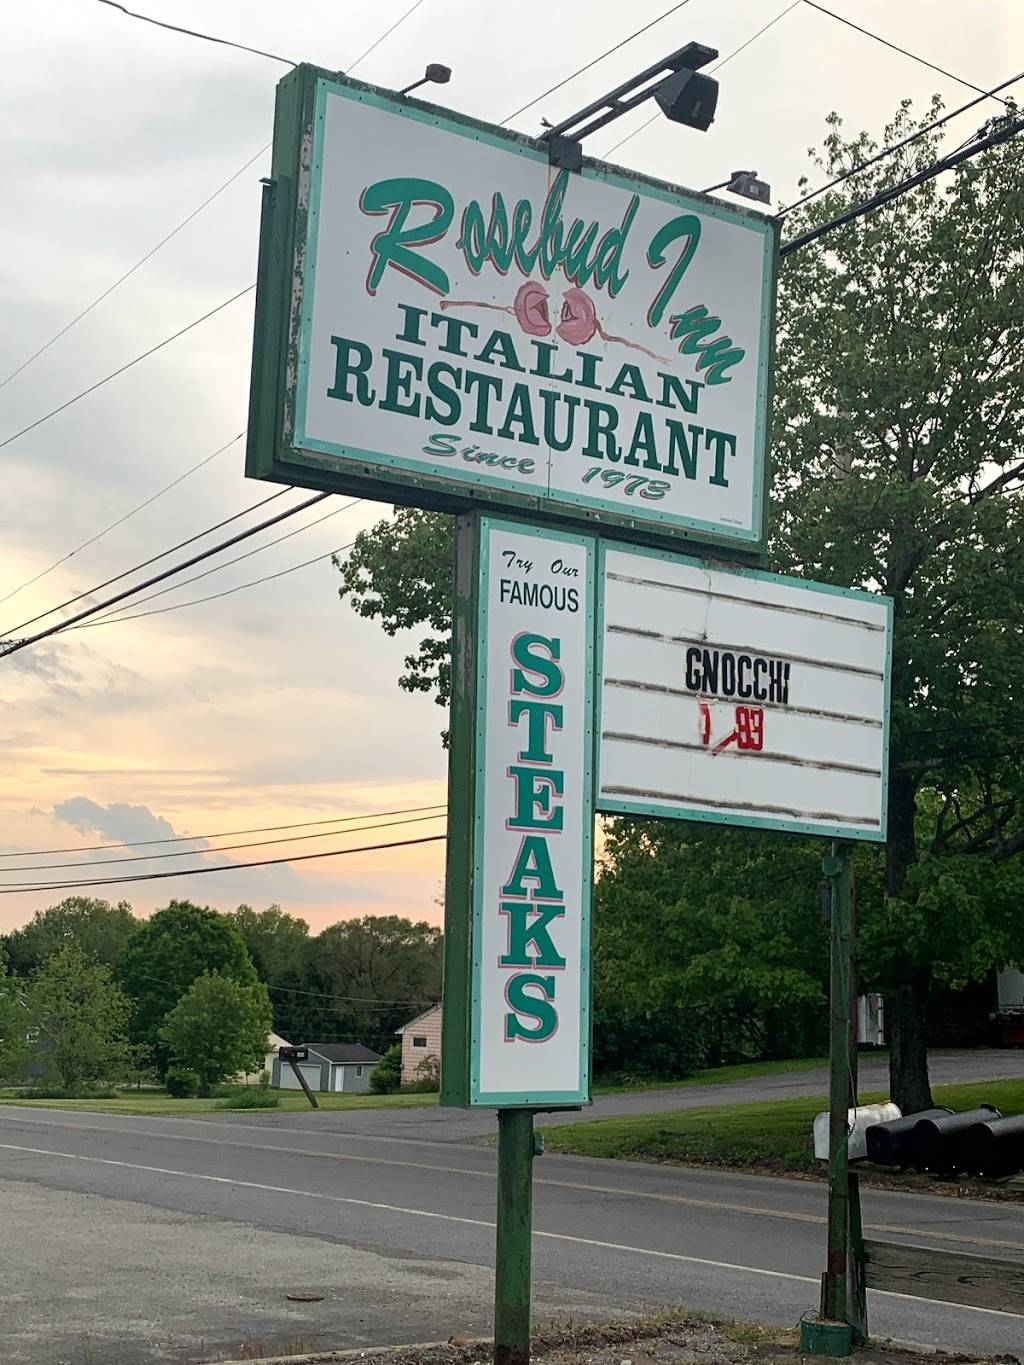 Rosebud Inn
ITALIAN
RESTAURANT
Since 1973
Try Our
FAMOUS
STEAKS
GNOCCHI